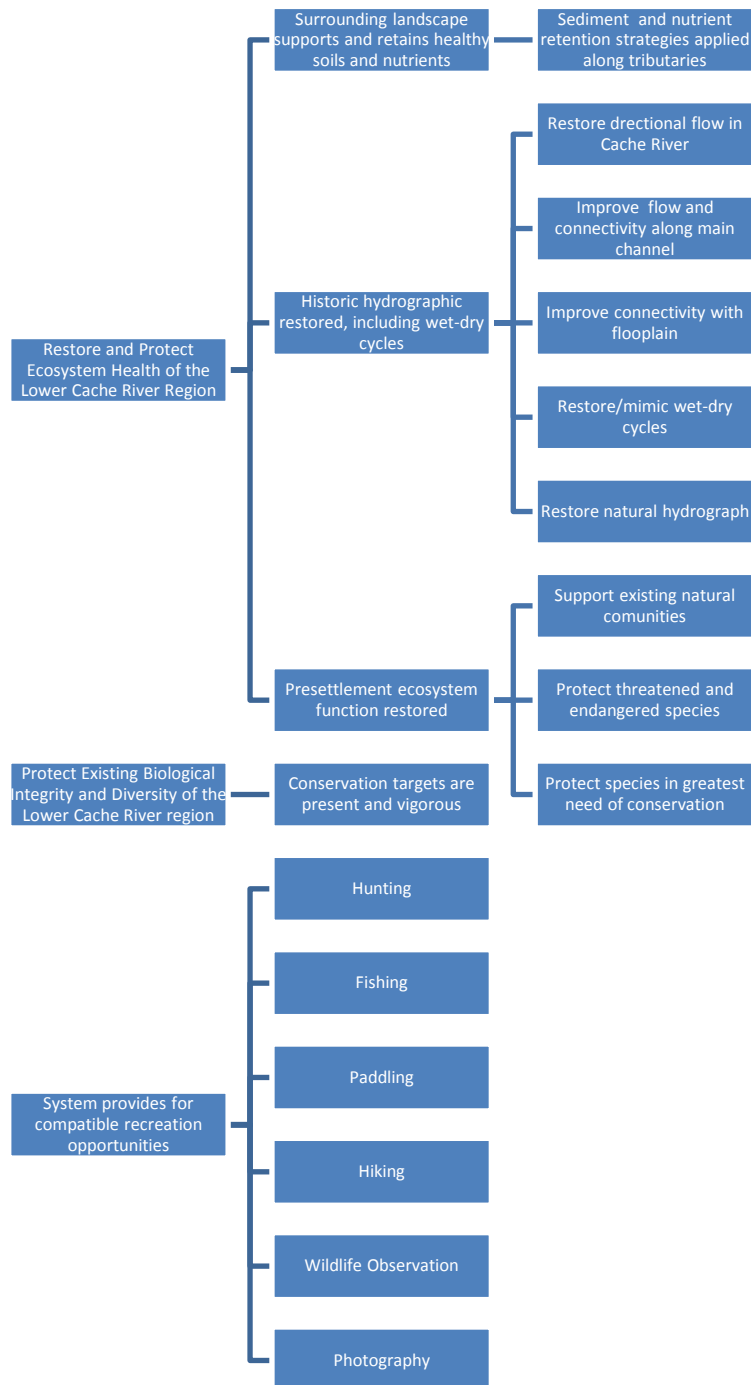 Surrounding landscape
supports and retains healthy
soils and nutrients
Sediment and nutrient
retention strategies applied
along tributaries
Restore drectional flow in
Cache River
Improve flow and
connectivity along main
channel
Historic hydrographic
restored, including wet-dry
cycles
Improve connectivity with
flooplain
Restore and Protect
Ecosystem Health of the
Lower Cache River Region
Restore/mimic wet-dry
cycles
Restore natural hydrograph
Support existing natural
comunities
Presettlement ecosystem
function restored
Protect threatened and
endangered species
Protect Existing Biological
Integrity and Diversity of the
Lower Cache River region
Conservation targets are
present and vigorous
Protect species in greatest
need of conservation
Hunting
Fishing
Paddling
System provides for
compatible recreation
opportunities
Hiking
Wildlife Observation
Photography